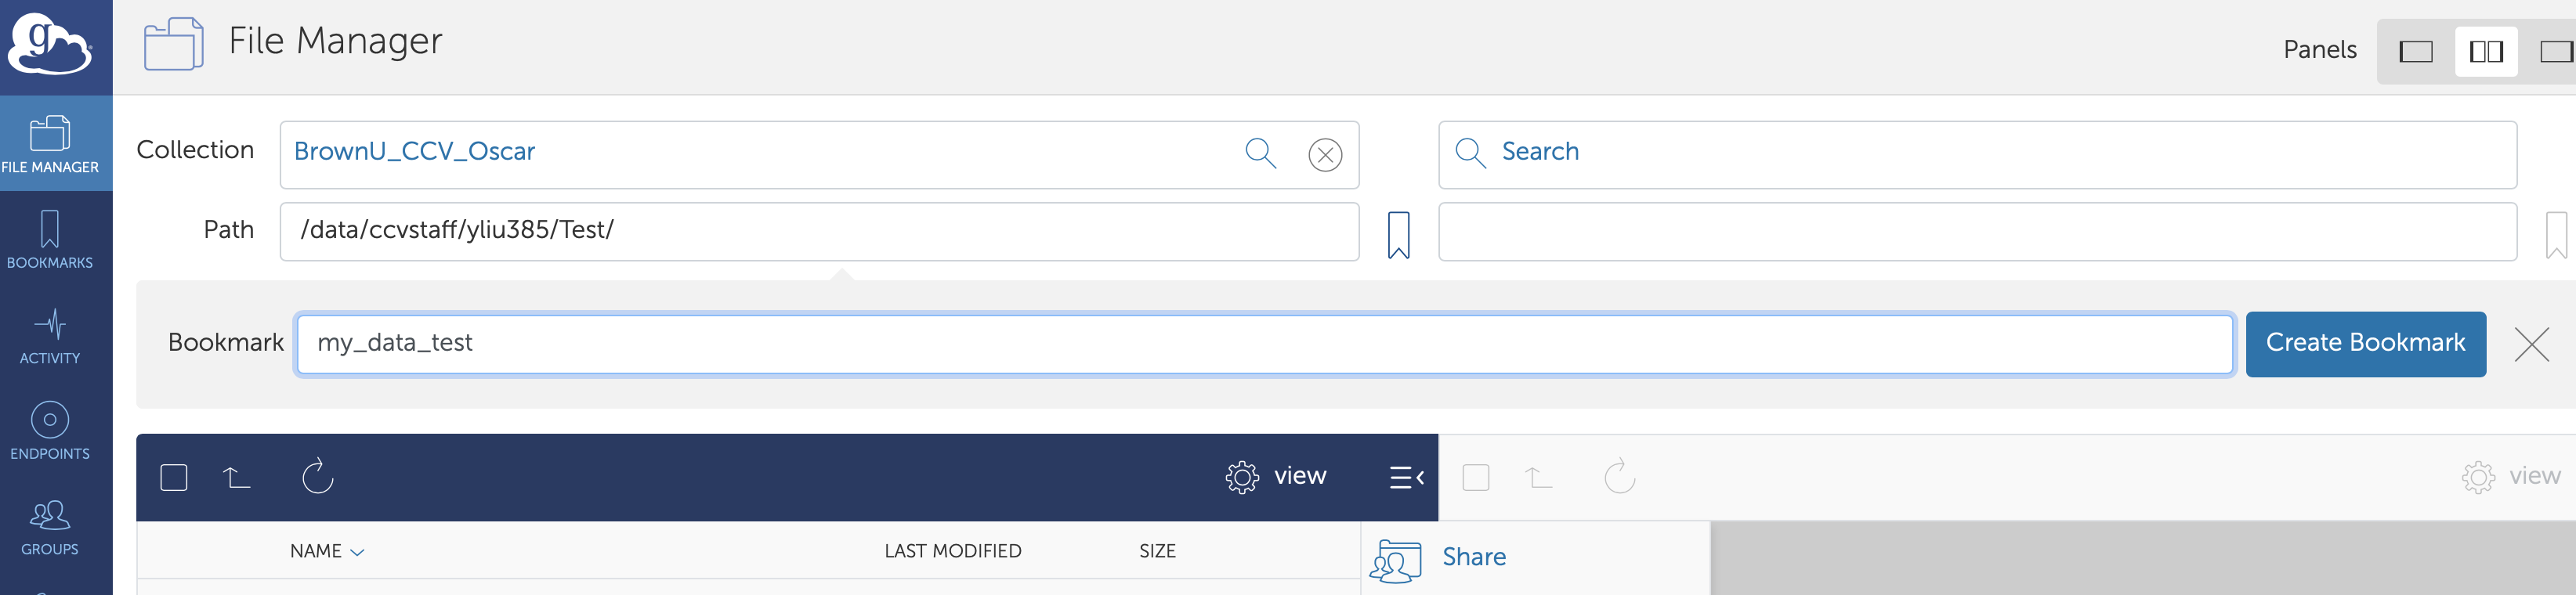 g
File Manager
Panels
FILE MANAGER
Collection
BrownU_CCV_Oscar
Search
Path
/data/ccvstaff/yliu385/Test/
BOOKMARKS
Bookmark
my_data_test
Create Bookmark
ACTIVITY
ENDPOINTS
view
view
GROUPS
NAME
LAST MODIFIED
SIZE
Share